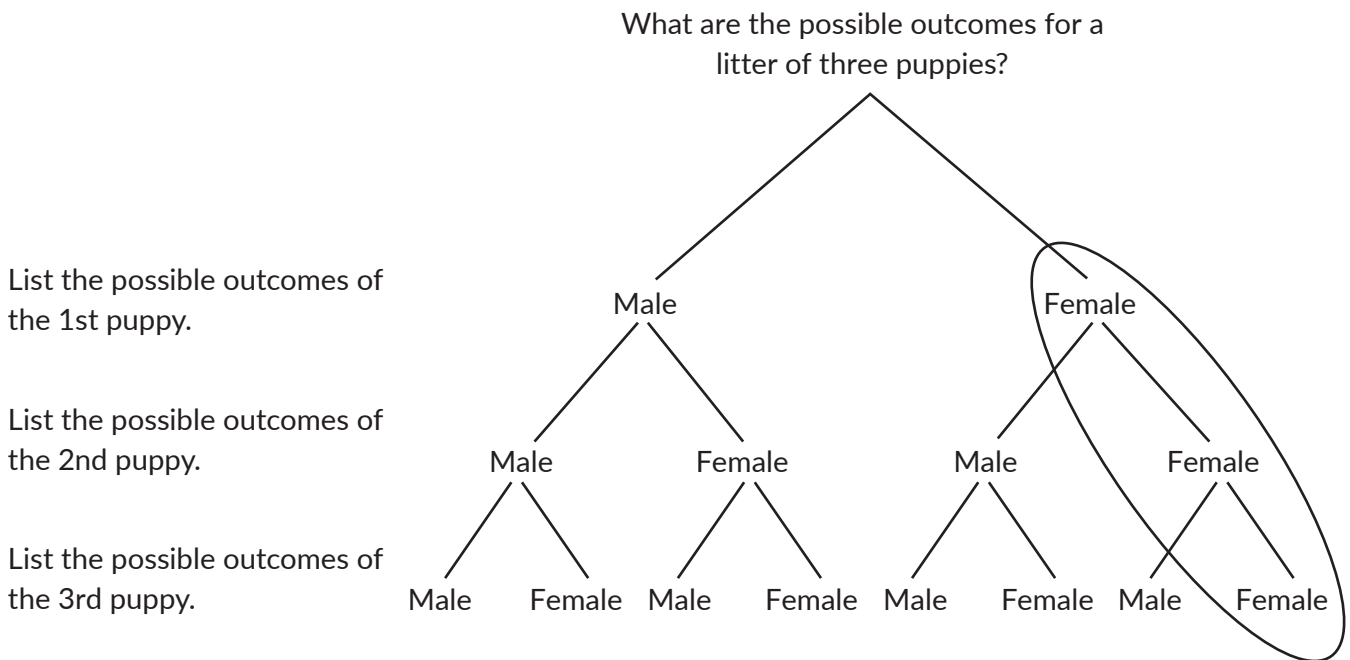 What are the possible outcomes for a
litter of three puppies?
List the possible outcomes of
the 1st puppy.
Male Female
List the possible outcomes of
the 2nd puppy.
Male Female Male Female
List the possible outcomes of
the 3rd puppy.
Male Female Male Female Male Female Male Female